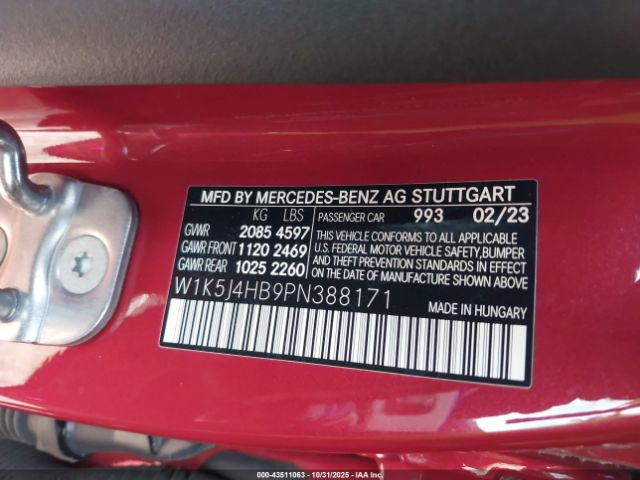 MFD BY MERCEDES-BENZ AG STUTTGART
KG LBS PASSENGER CAR 993 02/23
GVWR 2085 4597 THIS VEHICLE CONFORMS TO ALL APPLICABLE
GAWR FRONT 1120 2469 U.S. FEDERAL MOTOR VEHICLE SAFETY,BUMPER
GAWR REAR 1025 2260 AND THEFT PREVENTION STANDARDS IN EFFECT
ON THE DATE OF MANUFACTURE SHOWN ABOVE.
W1K5J4HB9PN388171
MADE IN HUNGARY
000-43511063 - 10/31/2025 - IAAI.COM